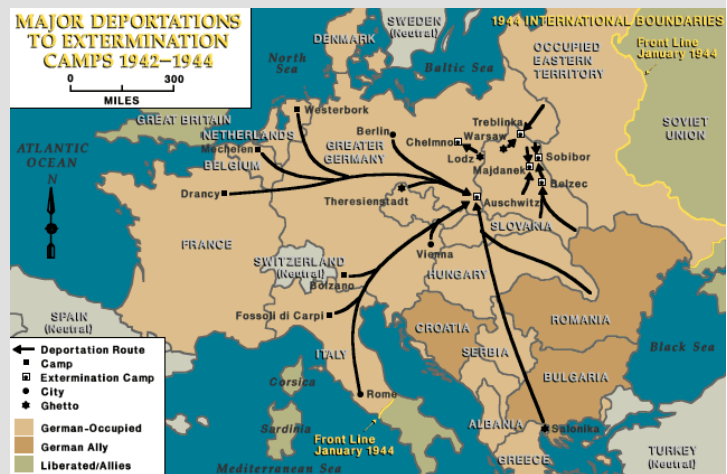 MAJOR DEPORTATIONS
TO EXTERMINATION
CAMPS 1942–1944
0 300
MILES
SWEDEN
(Neutral)
1944 INTERNATIONAL BOUNDARIES
Front Line
January 1944
DENMARK
North
Sea
Baltic Sea
OCCUPIED
EASTERN
TERRITORY
SOVIET
UNION
GREAT BRITAIN
Westerbork
NETHERLANDS
Berlin
Treblinka
Chelmno
Warsaw
Mechelen
GREATER
GERMANY
Lodz
Sobibor
ATLANTIC
OCEAN
BELGIUM
Majdanek
Belzec
N
Drancy
Theresienstadt
Auschwitz
SLOVAKIA
FRANCE
Vienna
SWITZERLAND
(Neutral)
HUNGARY
Bolzano
SPAIN
(Neutral)
Fossoli di Carpi
CROATIA
ROMANIA
ITALY
SERBIA
Black Sea
Corsica
BULGARIA
Rome
Sardinia
ALBANIA
Salonika
Front Line
January 1944
GREECE
TURKEY
(Neutral)
Mediterranean Sea
Deportation Route
Camp
Extermination Camp
City
Ghetto
German-Occupied
German Ally
Liberated/Allies